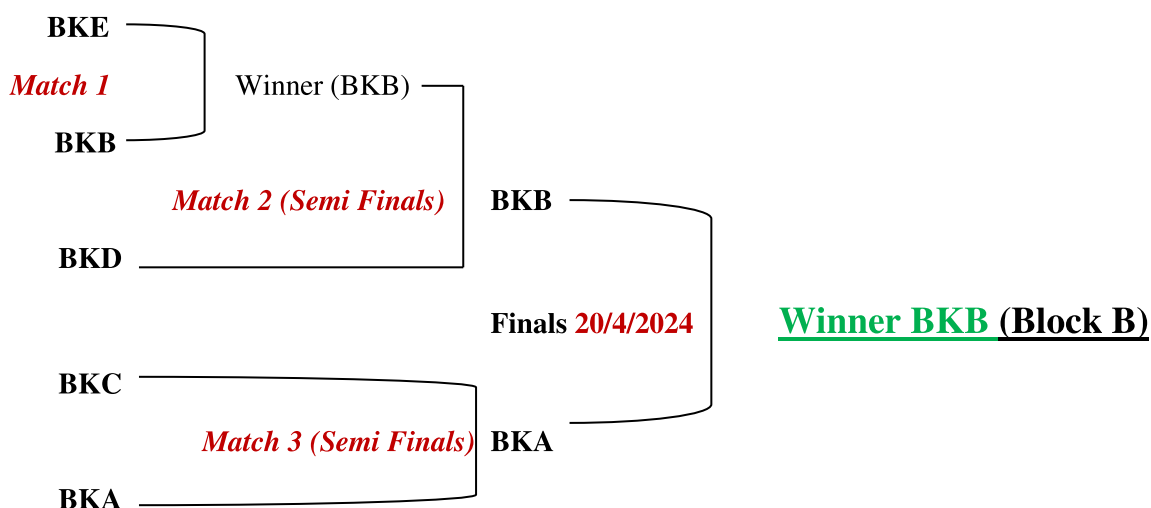 BKE
Match 1
Winner (BKB)
BKB
Match 2 (Semi Finals)
BKB
BKD
Finals 20/4/2024
Winner BKB (Block B)
BKC
Match 3 (Semi Finals)
BKA
BKA